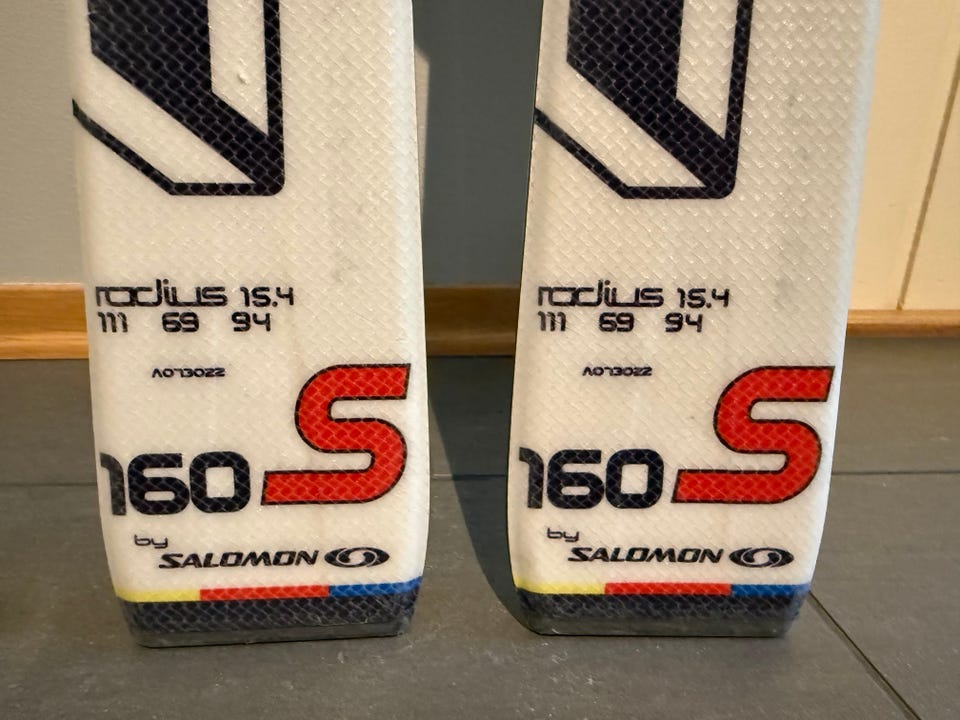 radius 15.4
111 69 94
A073022
160 S
by
SALOMON
radius 15.4
111 69 94
A073022
160 S
by
SALOMON